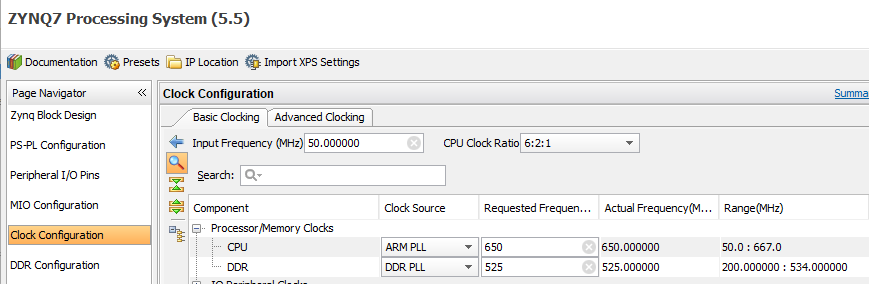 ZYNQ7 Processing System (5.5)
Documentation Presets IP Location Import XPS Settings
Page Navigator «
Clock Configuration
Summa
Zynq Block Design
PS-PL Configuration
Peripheral I/O Pins
MIO Configuration
Clock Configuration
DDR Configuration
Basic Clocking Advanced Clocking
Input Frequency (MHz) 50.000000 CPU Clock Ratio 6:2:1
Search:
Component Clock Source Requested Frequen... Actual Frequency(M... Range(MHz)
Processor/Memory Clocks
CPU ARM PLL 650 650.000000 50.0 : 667.0
DDR DDR PLL 525 525.000000 200.000000 : 534.000000
IO Peripheral Clocks